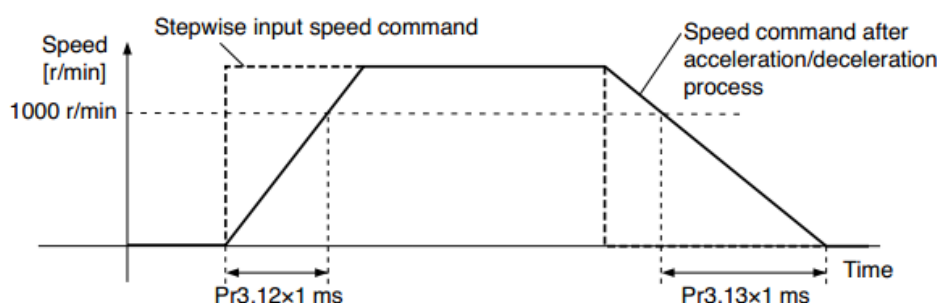 Stepwise input speed command
Speed
[r/min]
Speed command after
acceleration/deceleration
process
1000 r/min
Time
Pr3.12×1 ms
Pr3.13×1 ms